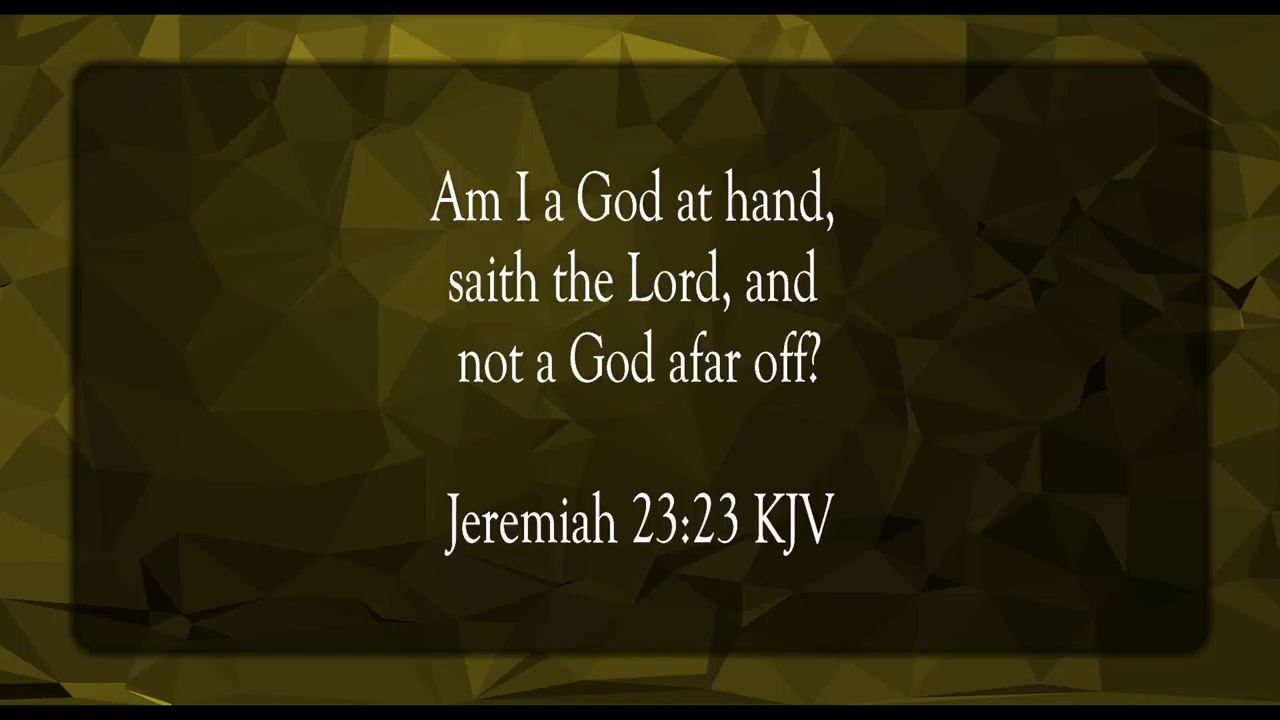 Am I a God at hand,
saith the Lord, and
not a God afar off?
Jeremiah 23:23 KJV